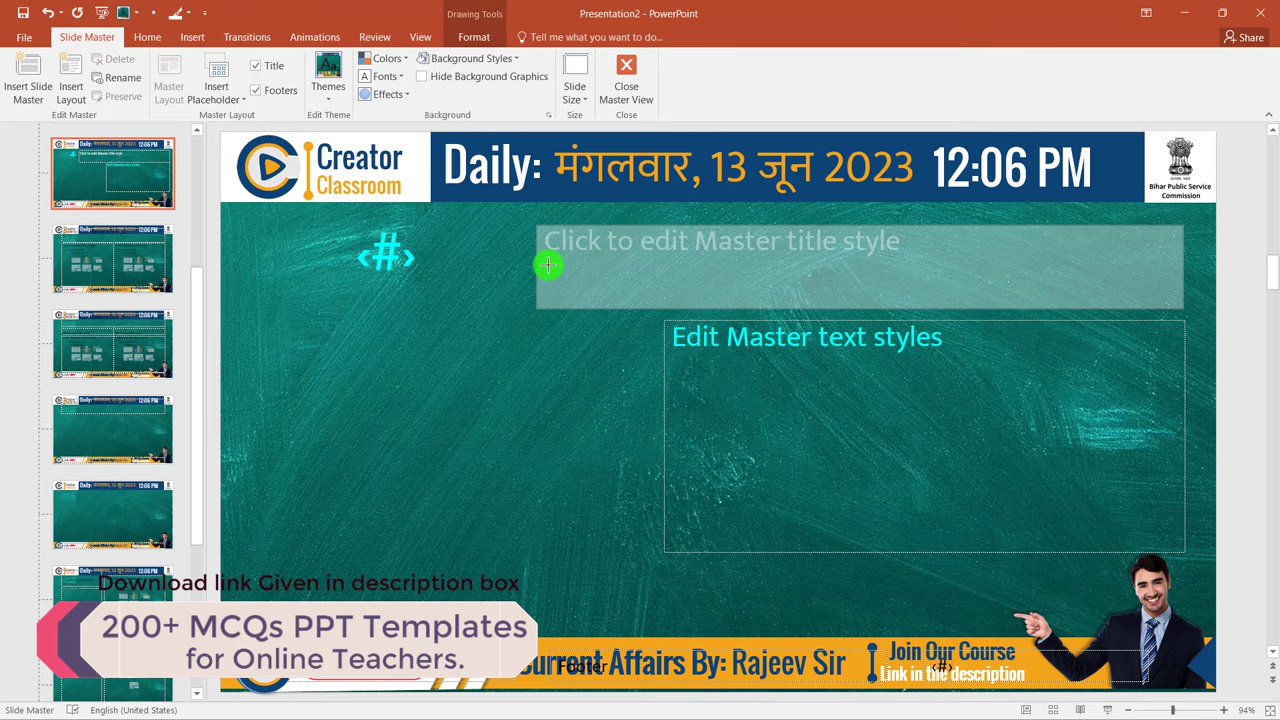 Drawing Tools
Presentation2 - PowerPoint
File
Slide Master
Home
Insert
Transitions
Animations
Review
View
Format
Tell me what you want to do...
Share
Insert Slide Master
Insert Layout
Delete
Rename
Preserve
Edit Master
Master Layout
Insert Placeholder
Title
Footers
Master Layout
Themes
Edit Theme
Colors
Fonts
Effects
Background Styles
Hide Background Graphics
Background
Slide Size
Size
Close Master View
Close
Creator
Classroom
Daily: मंगलवार, 13 जून 2023 12:06 PM
Bihar Public Service
Commission
‹#›
Click to edit Master title style
Edit Master text styles
Download link Given in description box
200+ MCQs PPT Templates
for Online Teachers.
Current Affairs By: Rajeev Sir
Footer
Join Our Course
Link in the description
‹#›
Slide Master
English (United States)
94%